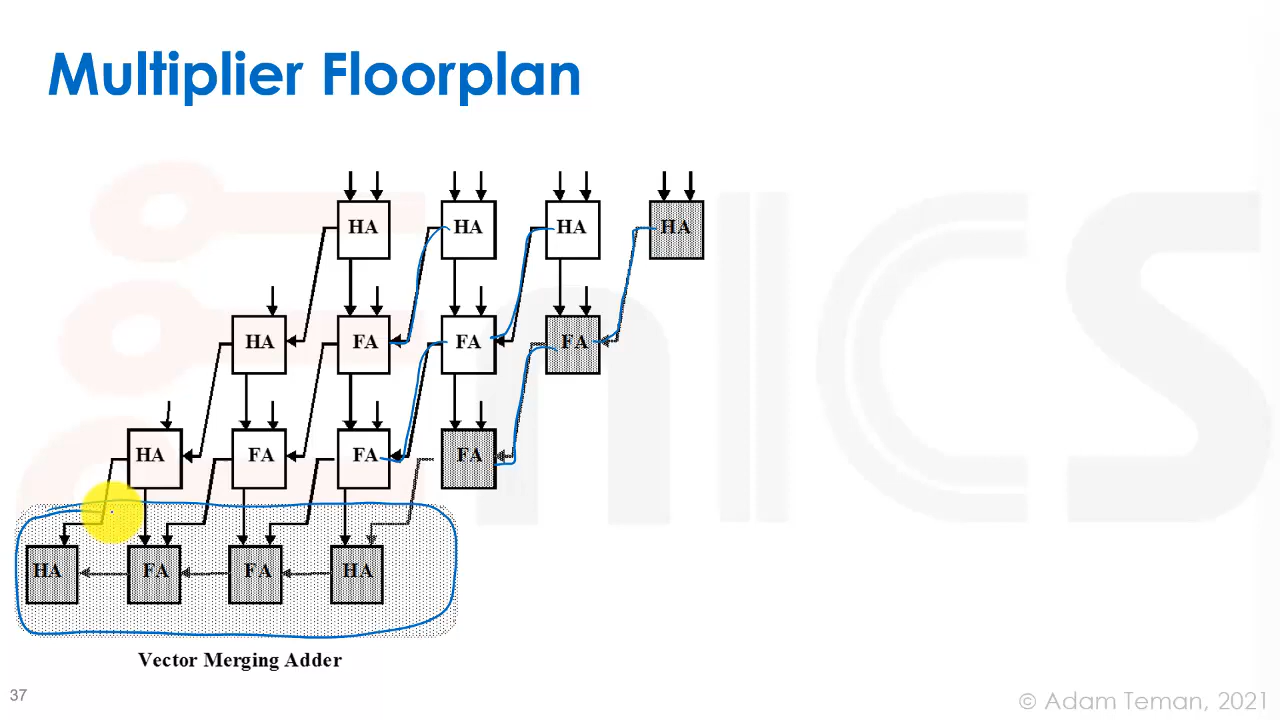 Multiplier Floorplan
HA HA HA HA
HA FA FA FA
HA FA FA FA
HA FA FA HA
Vector Merging Adder
37
© Adam Teman, 2021
nICS